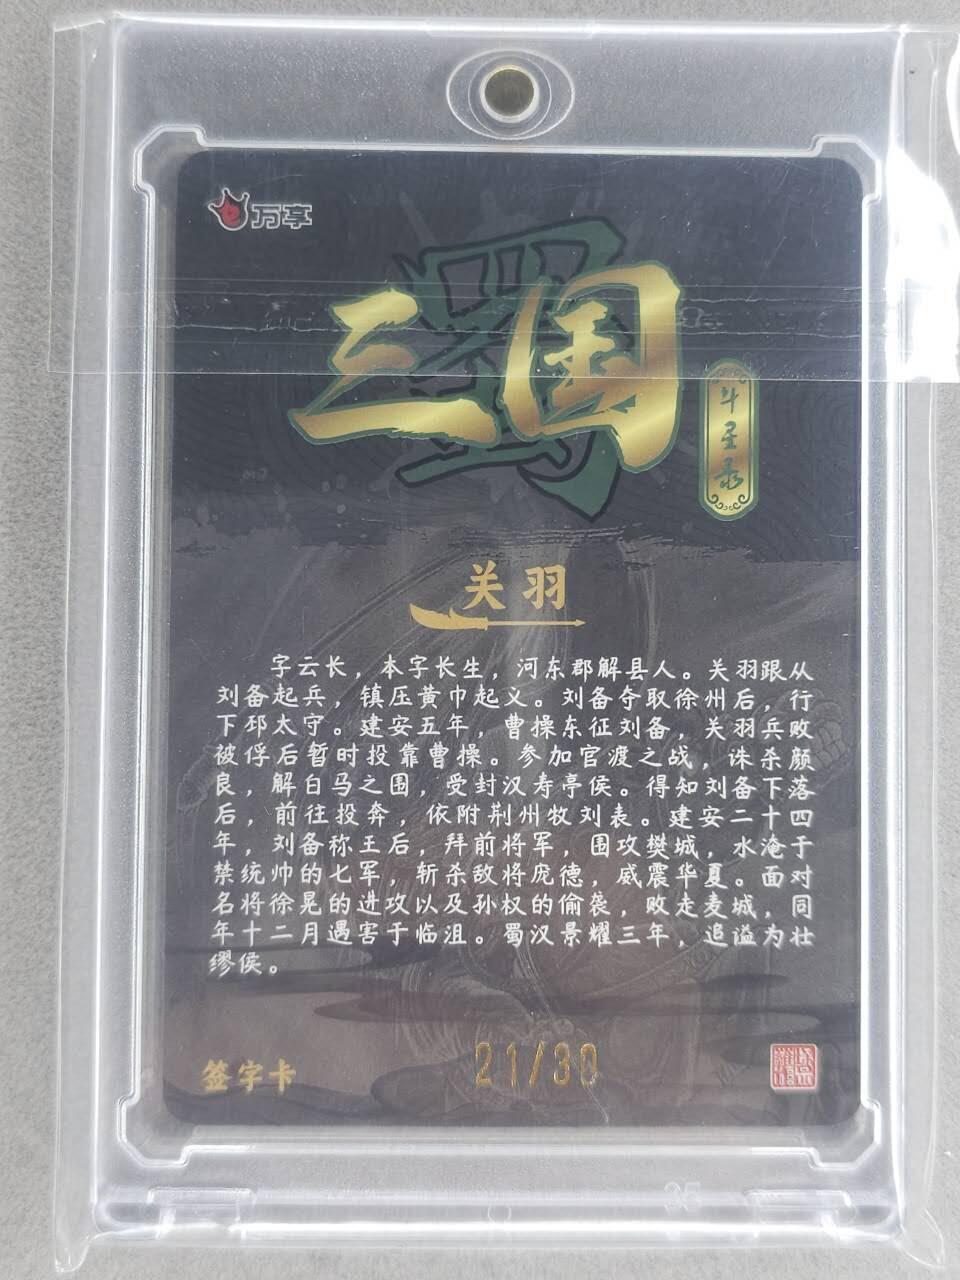 万享
蜀
三国
斗星录
关羽
字云长，本字长生，河东郡解县人。关羽跟从
刘备起兵，镇压黄巾起义。刘备夺取徐州后，行
下邳太守。建安五年，曹操东征刘备，关羽兵败
被俘后暂时投靠曹操。参加官渡之战，诛杀颜
良，解白马之围，受封汉寿亭侯。得知刘备下落
后，前往投奔，依附荆州牧刘表。建安二十四
年，刘备称王后，拜前将军，围攻樊城，水淹于
禁统帅的七军，斩杀敌将庞德，威震华夏。面对
名将徐晃的进攻以及孙权的偷袭，败走麦城，同
年十二月遇害于临沮。蜀汉景耀三年，追谥为壮
缪侯。
签字卡
21/30
35